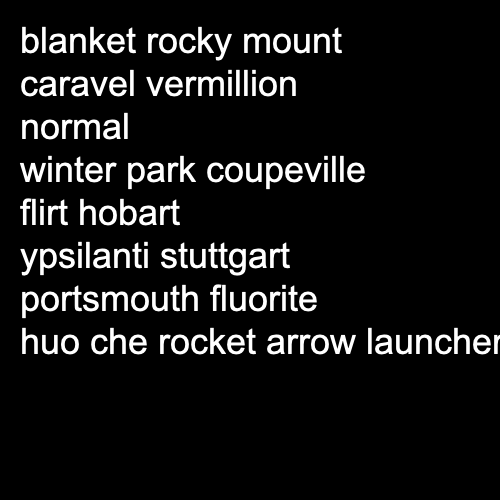 blanket rocky mount
caravel vermillion
normal
winter park coupeville
flirt hobart
ypsilanti stuttgart
portsmouth fluorite
huo che rocket arrow launcher